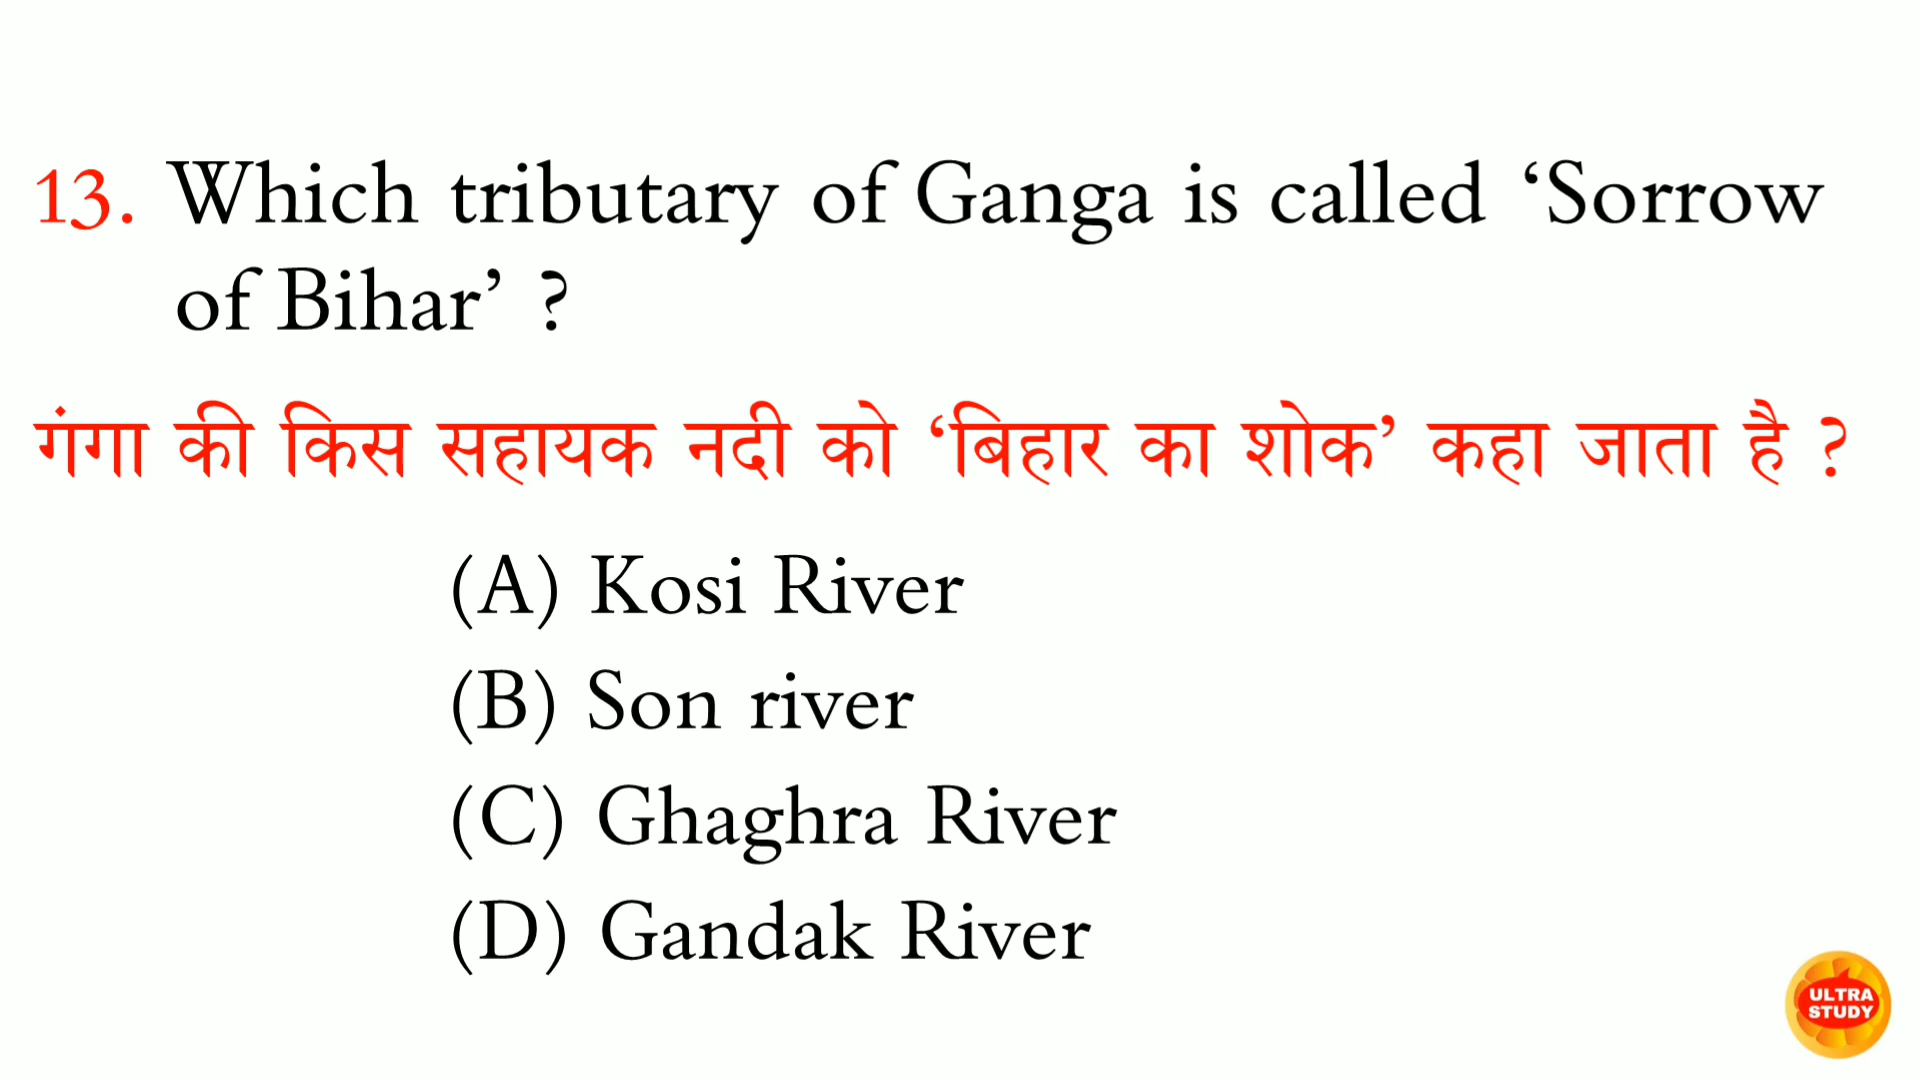 13. Which tributary of Ganga is called ‘Sorrow
of Bihar’ ?
गंगा की किस सहायक नदी को ‘बिहार का शोक’ कहा जाता है ?
(A) Kosi River
(B) Son river
(C) Ghaghra River
(D) Gandak River
ULTRA
STUDY